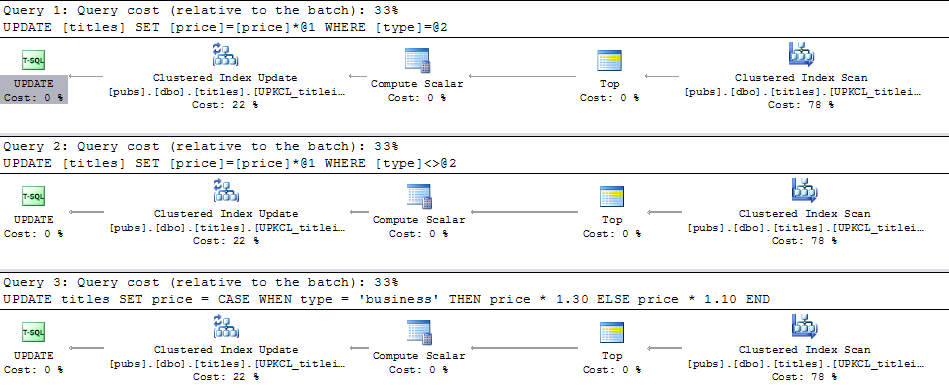 Query 1: Query cost (relative to the batch): 33%
UPDATE [titles] SET [price]=[price]*@1 WHERE [type]=@2
T-SQL
UPDATE
Cost: 0 %
Clustered Index Update
[pubs].[dbo].[titles].[UPKCL_titlei…
Cost: 22 %
Compute Scalar
Cost: 0 %
Top
Cost: 0 %
Clustered Index Scan
[pubs].[dbo].[titles].[UPKCL_titlei…
Cost: 78 %
Query 2: Query cost (relative to the batch): 33%
UPDATE [titles] SET [price]=[price]*@1 WHERE [type]<>@2
T-SQL
UPDATE
Cost: 0 %
Clustered Index Update
[pubs].[dbo].[titles].[UPKCL_titlei…
Cost: 22 %
Compute Scalar
Cost: 0 %
Top
Cost: 0 %
Clustered Index Scan
[pubs].[dbo].[titles].[UPKCL_titlei…
Cost: 78 %
Query 3: Query cost (relative to the batch): 33%
UPDATE titles SET price = CASE WHEN type = 'business' THEN price * 1.30 ELSE price * 1.10 END
T-SQL
UPDATE
Cost: 0 %
Clustered Index Update
[pubs].[dbo].[titles].[UPKCL_titlei…
Cost: 22 %
Compute Scalar
Cost: 0 %
Top
Cost: 0 %
Clustered Index Scan
[pubs].[dbo].[titles].[UPKCL_titlei…
Cost: 78 %